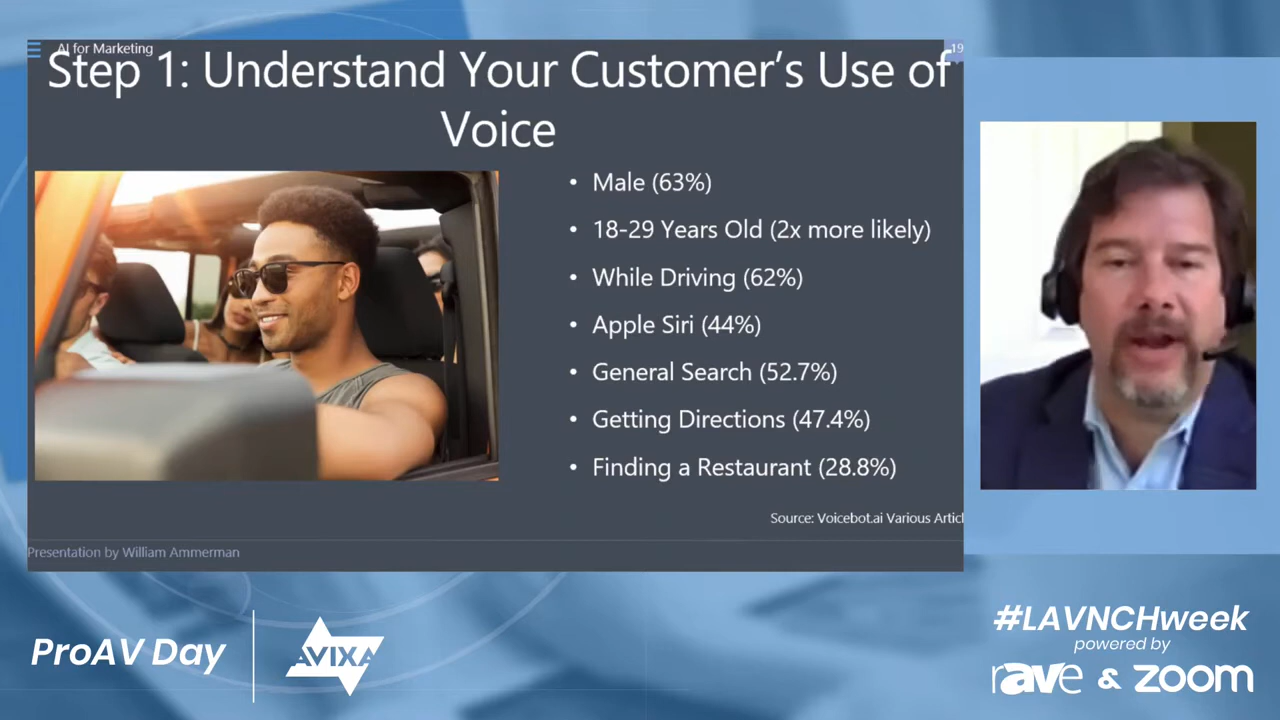 AI for Marketing
19
Step 1: Understand Your Customer's Use of
Voice
• Male (63%)
• 18-29 Years Old (2x more likely)
• While Driving (62%)
• Apple Siri (44%)
• General Search (52.7%)
• Getting Directions (47.4%)
• Finding a Restaurant (28.8%)
Source: Voicebot.ai Various Articl
Presentation by William Ammerman
ProAV Day
AVIXA
#LAVNCHweek
powered by
rAVe & zoom